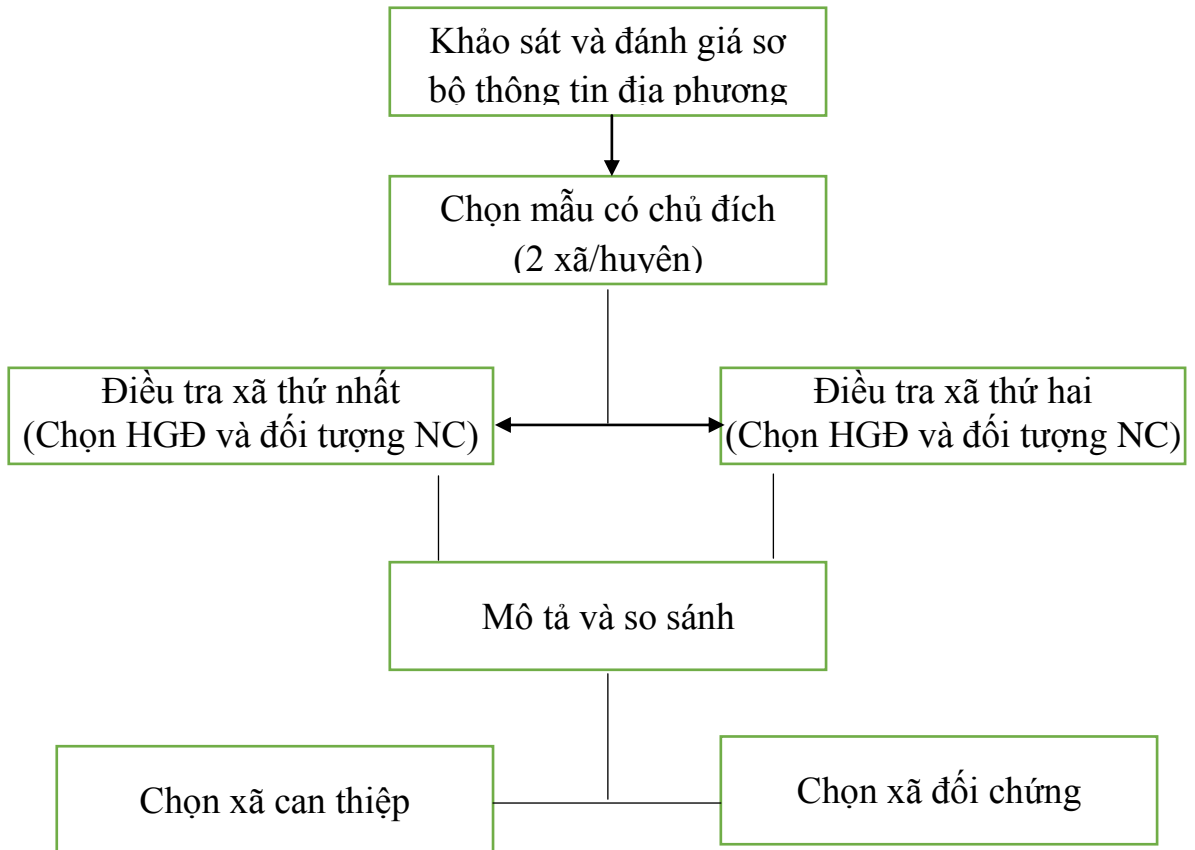 Khảo sát và đánh giá sơ
bộ thông tin địa phương
Chọn mẫu có chủ đích
(2 xã/huyện)
Điều tra xã thứ nhất
(Chọn HGĐ và đối tượng NC)
Điều tra xã thứ hai
(Chọn HGĐ và đối tượng NC)
Mô tả và so sánh
Chọn xã can thiệp
Chọn xã đối chứng